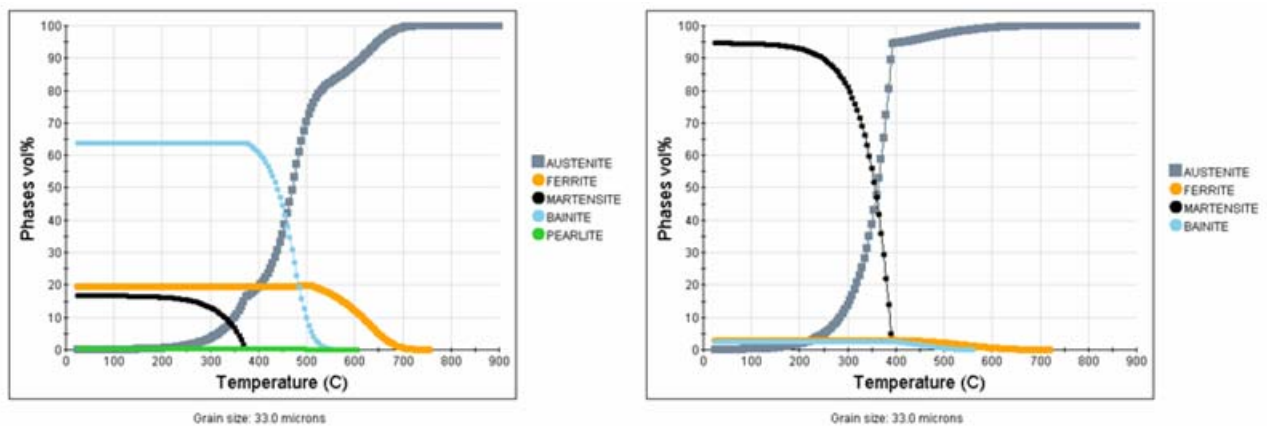 Phases vol%
100
90
80
70
60
50
40
30
20
10
0
0 100 200 300 400 500 600 700 800 900
Temperature (C)
AUSTENITE
FERRITE
MARTENSITE
BAINITE
PEARLITE
Grain size: 33.0 microns
Phases vol%
100
90
80
70
60
50
40
30
20
10
0
0 100 200 300 400 500 600 700 800 900
Temperature (C)
AUSTENITE
FERRITE
MARTENSITE
BAINITE
Grain size: 33.0 microns